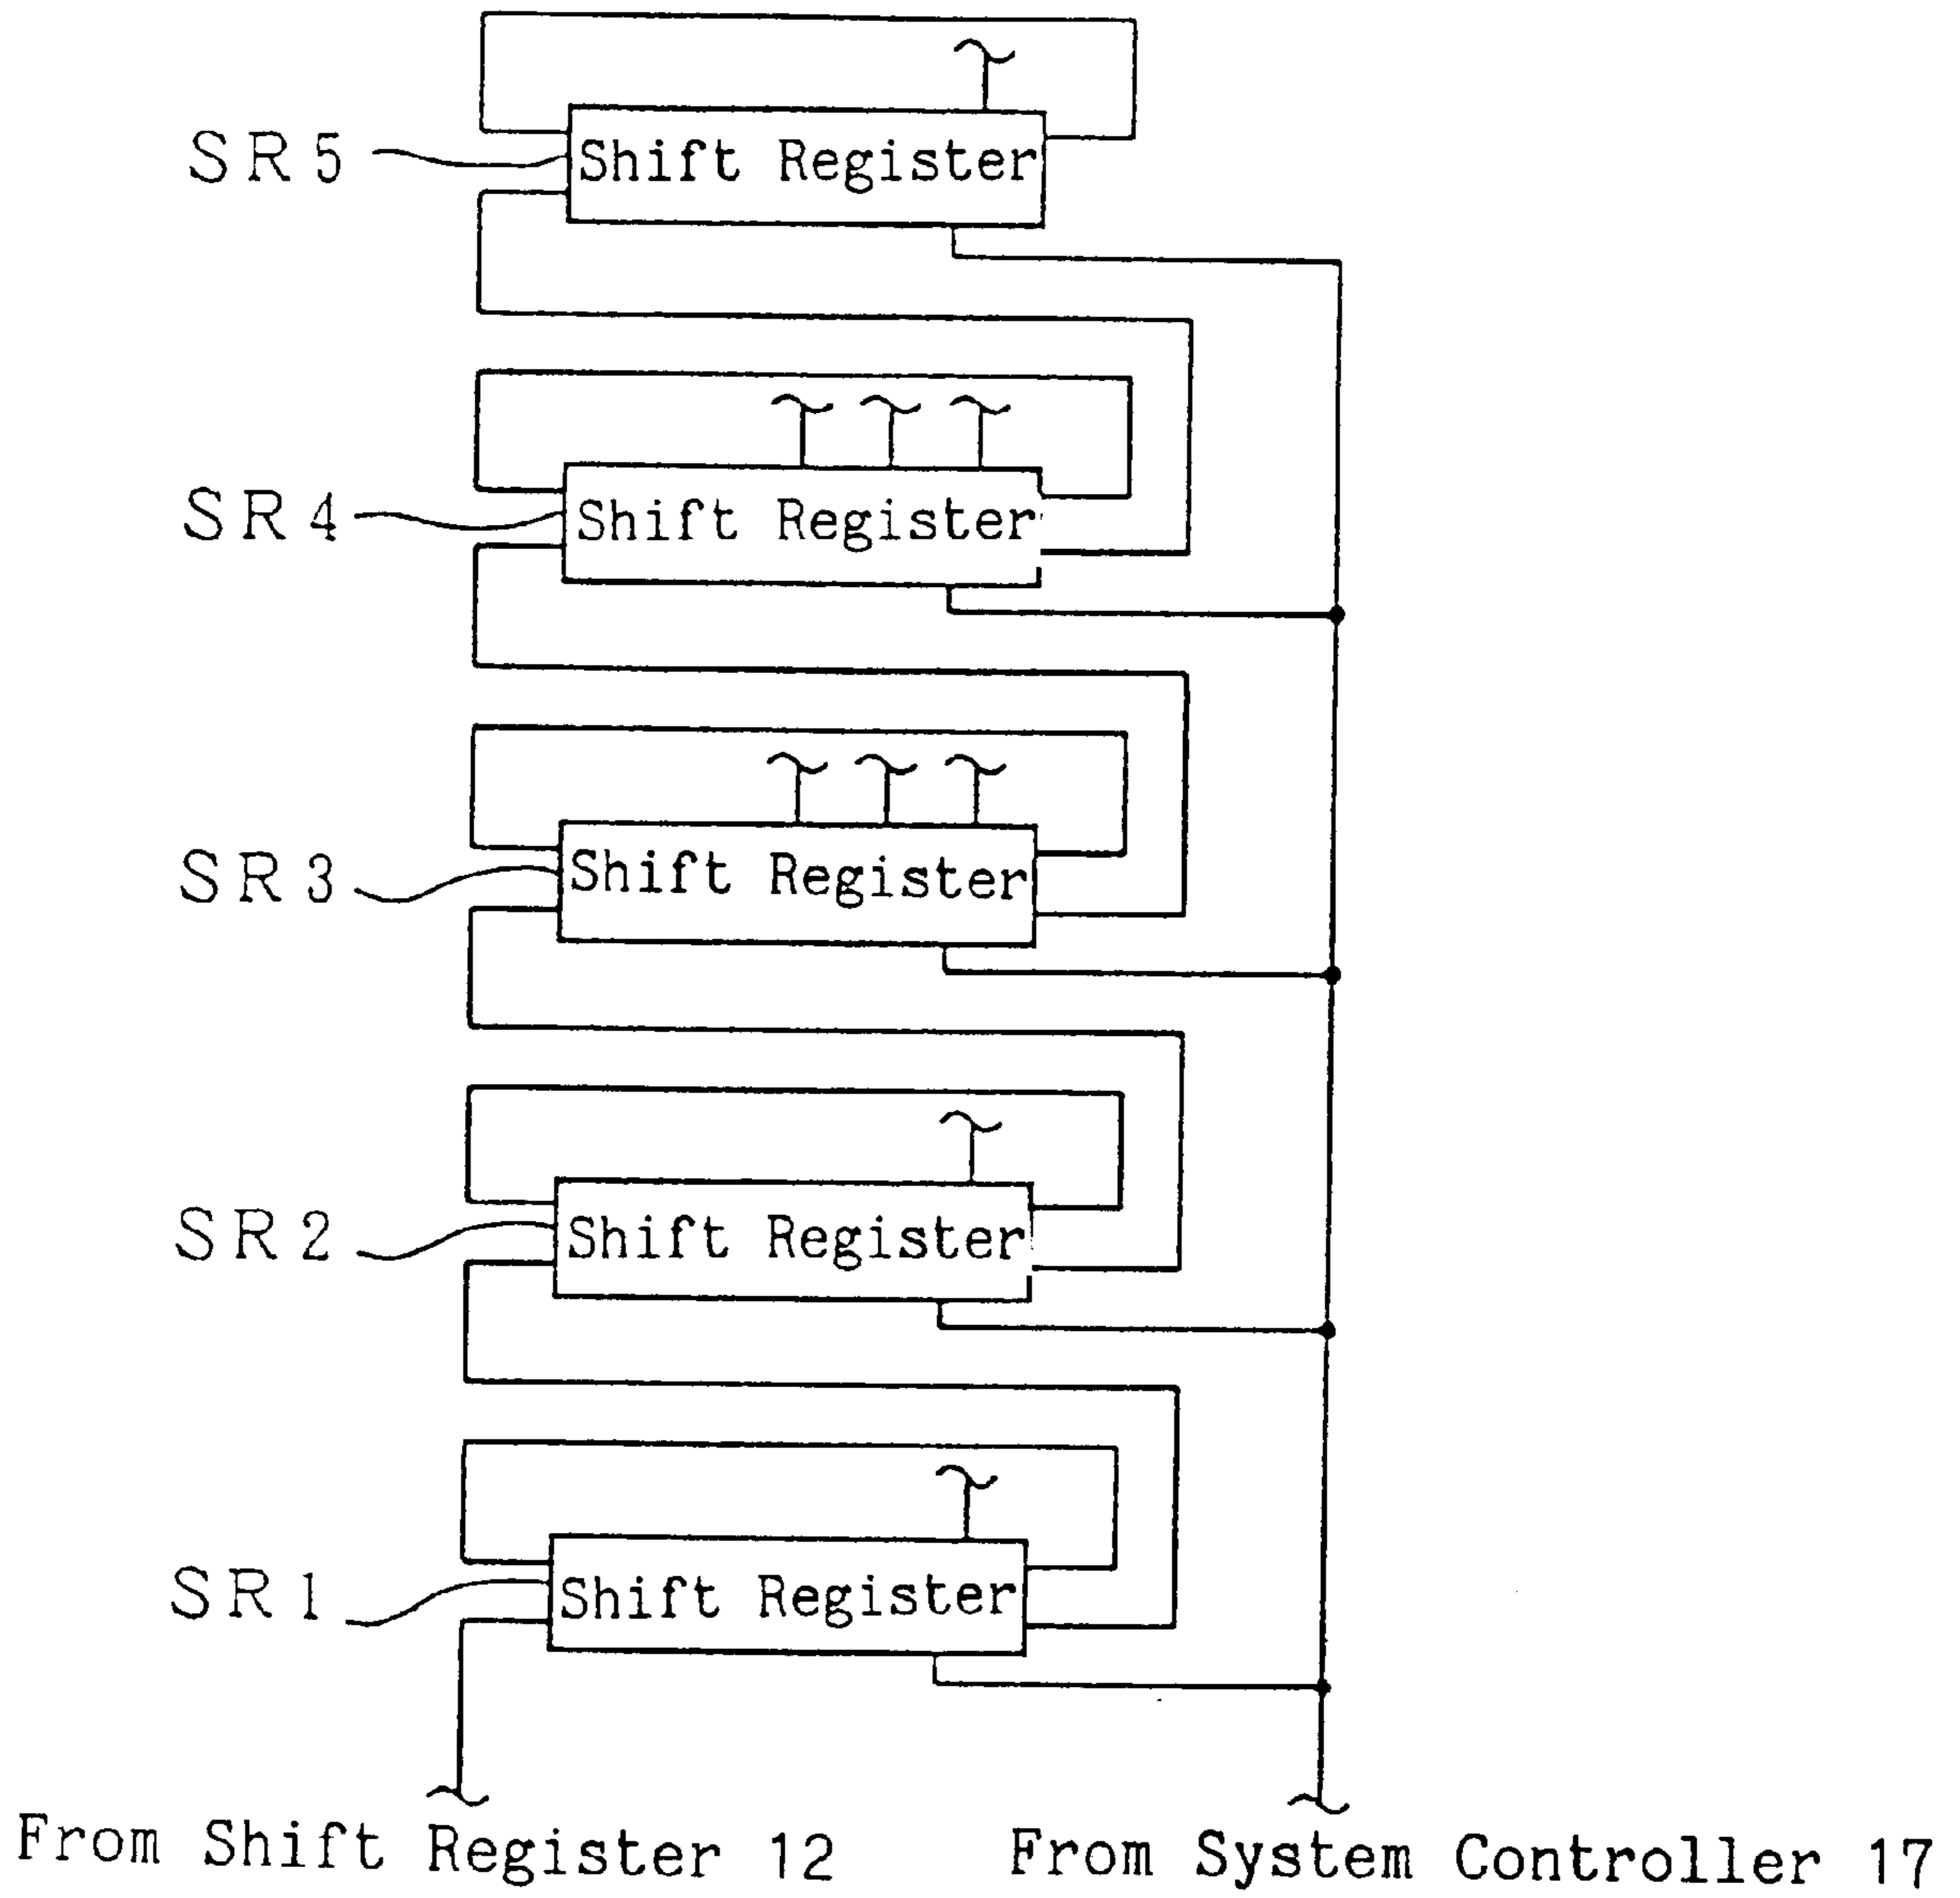 SR5
Shift Register
SR4
Shift Register
SR3
Shift Register
SR2
Shift Register
SR1
Shift Register
From Shift Register 12
From System Controller 17